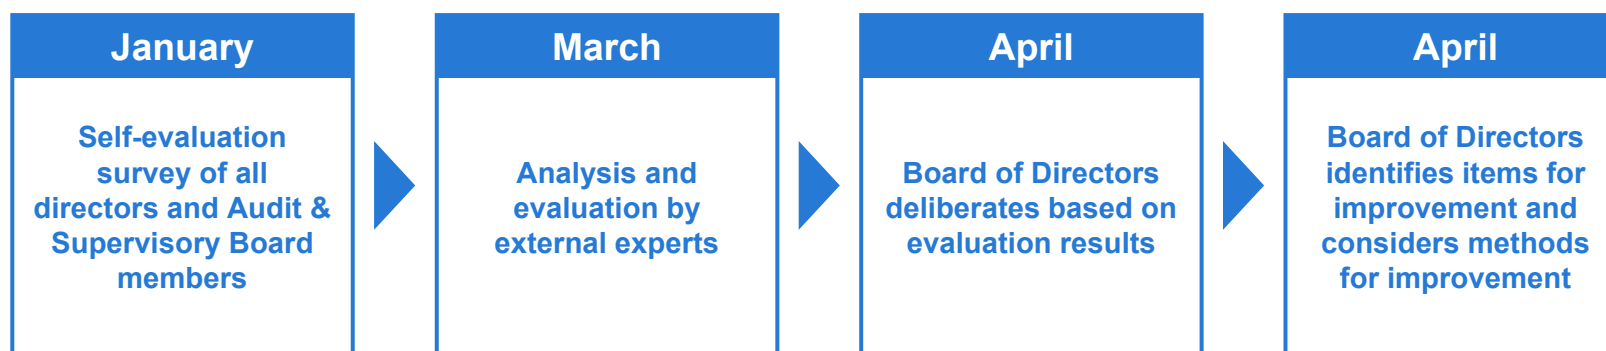 January
Self-evaluation
survey of all
directors and Audit &
Supervisory Board
members
March
Analysis and
evaluation by
external experts
April
Board of Directors
deliberates based on
evaluation results
April
Board of Directors
identifies items for
improvement and
considers methods
for improvement